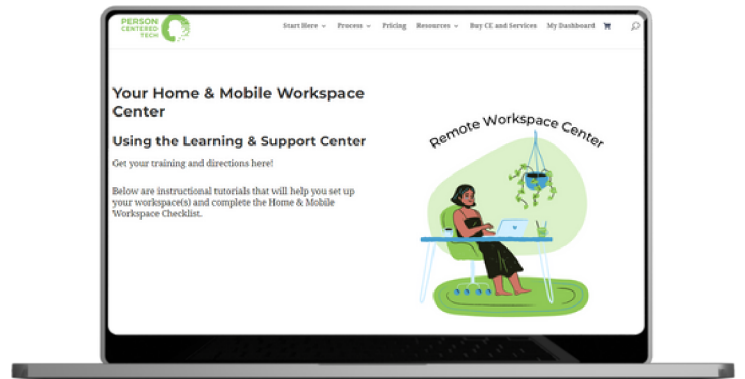 PERSON
CENTERED
TECH
Start Here Process Pricing Resources Buy CE and Services My Dashboard
Your Home & Mobile Workspace
Center
Using the Learning & Support Center
Get your training and directions here!
Below are instructional tutorials that will help you set up
your workspace(s) and complete the Home & Mobile
Workspace Checklist.
Remote Workspace Center